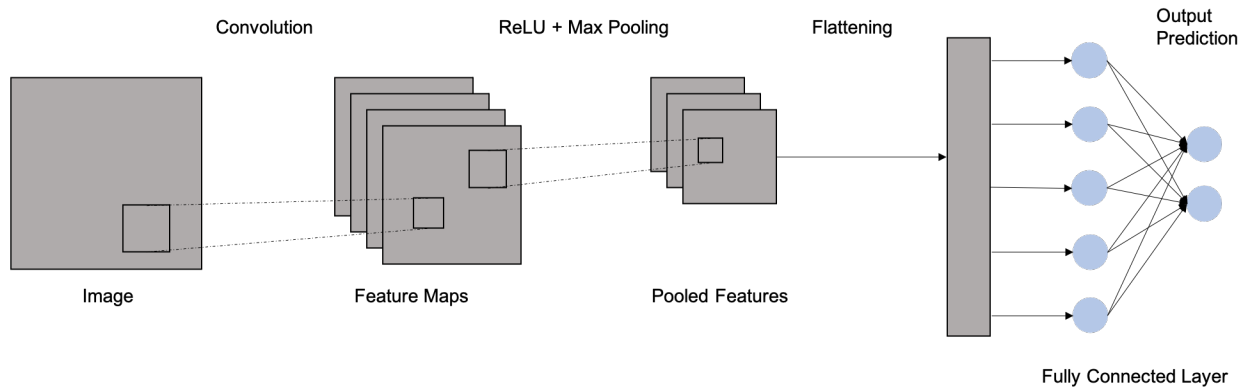 Convolution
ReLU + Max Pooling
Flattening
Output
Prediction
Image
Feature Maps
Pooled Features
Fully Connected Layer